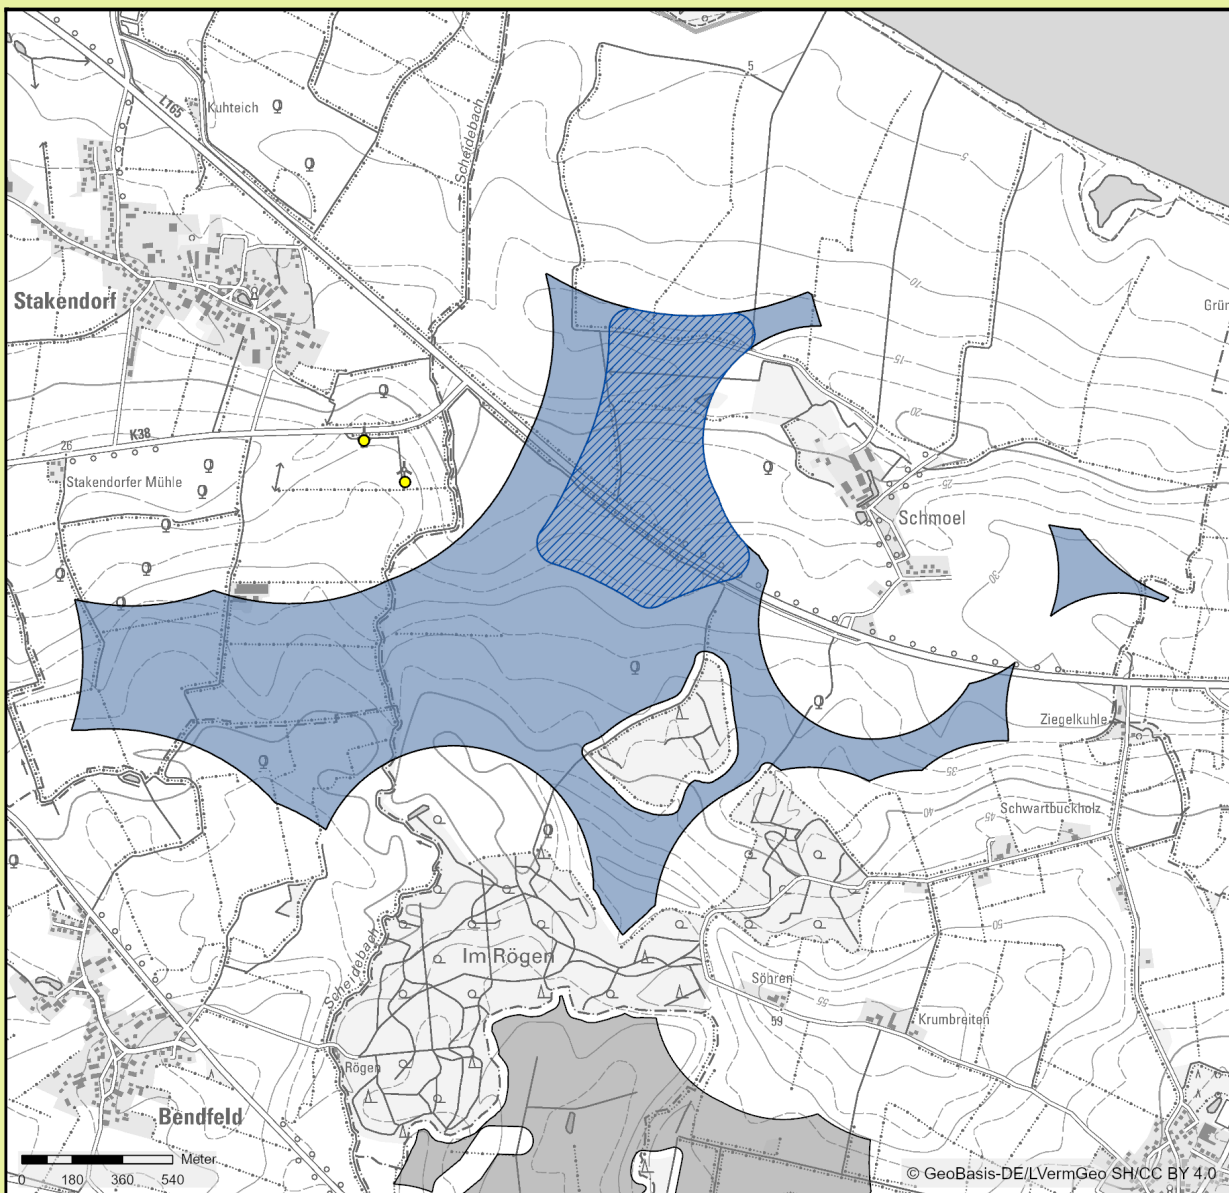 5
Kuhteich
L165
Scheidebach
5
Stakendorf
10
Grün
15
20
K38
26
Stakendorfer Mühle
25
Schmoel
30
Ziegelkuhle
35
Schwartbuckholz
40
45
50
Im Rögen
Scheidebach
Söhren
55
59
Krumbreiten
Rögen
Bendfeld
Meter
0 180 360 540
© GeoBasis-DE/LVermGeo SH/CC BY 4.0